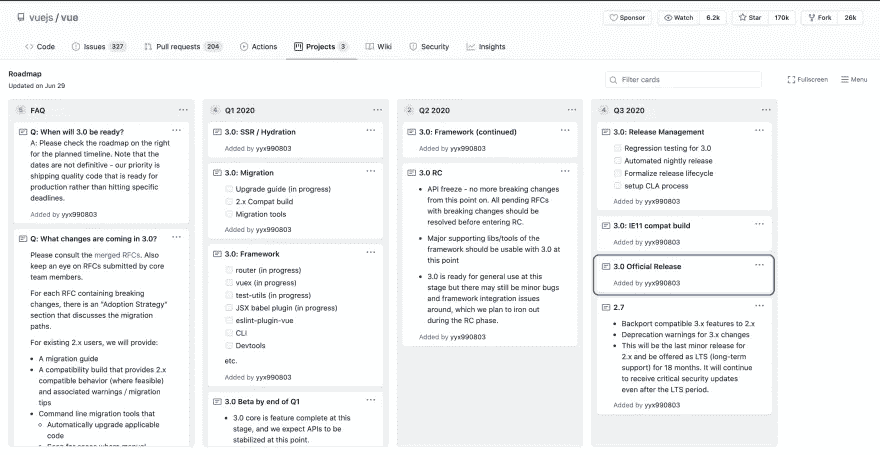 vuejs / vue
Sponsor
Watch 6.2k
Star 170k
Fork 26k
Code
Issues 327
Pull requests 204
Actions
Projects 3
Wiki
Security
Insights
Roadmap
Updated on Jun 29
Filter cards
Fullscreen
Menu
5 FAQ
Q: When will 3.0 be ready?
A: Please check the roadmap on the right
for the planned timeline. Note that the
dates are not definitive - our priority is
shipping quality code that is ready for
production rather than hitting specific
deadlines.
Added by yyx990803
Q: What changes are coming in 3.0?
Please consult the merged RFCs. Also
keep an eye on RFCs submitted by core
team members.
For each RFC containing breaking
changes, there is an "Adoption Strategy"
section that discusses the migration
paths.
For existing 2.x users, we will provide:
A migration guide
A compatibility build that provides 2.x
compatible behavior (where feasible)
and associated warnings / migration
tips
Command line migration tools that
Automatically upgrade applicable
code
4 Q1 2020
3.0: SSR / Hydration
Added by yyx990803
3.0: Migration
Upgrade guide (in progress)
2.x Compat build
Migration tools
Added by yyx990803
3.0: Framework
router (in progress)
vuex (in progress)
test-utils (in progress)
JSX babel plugin (in progress)
eslint-plugin-vue
CLI
Devtools
etc.
Added by yyx990803
3.0 Beta by end of Q1
3.0 core is feature complete at this
stage, and we expect APIs to be
stabilized at this point.
2 Q2 2020
3.0: Framework (continued)
Added by yyx990803
3.0 RC
API freeze - no more breaking changes
from this point on. All pending RFCs
with breaking changes should be
resolved before entering RC.
Major supporting libs/tools of the
framework should be usable with 3.0 at
this point
3.0 is ready for general use at this
stage but there may still be minor bugs
and framework integration issues
around, which we plan to iron out
during the RC phase.
Added by yyx990803
4 Q3 2020
3.0: Release Management
Regression testing for 3.0
Automated nightly release
Formalize release lifecycle
setup CLA process
Added by yyx990803
3.0: IE11 compat build
Added by yyx990803
3.0 Official Release
Added by yyx990803
2.7
Backport compatible 3.x features to 2.x
Deprecation warnings for 3.x changes
This will be the last minor release for
2.x and be offered as LTS (long-term
support) for 18 months. It will continue
to receive critical security updates
even after the LTS period.
Added by yyx990803